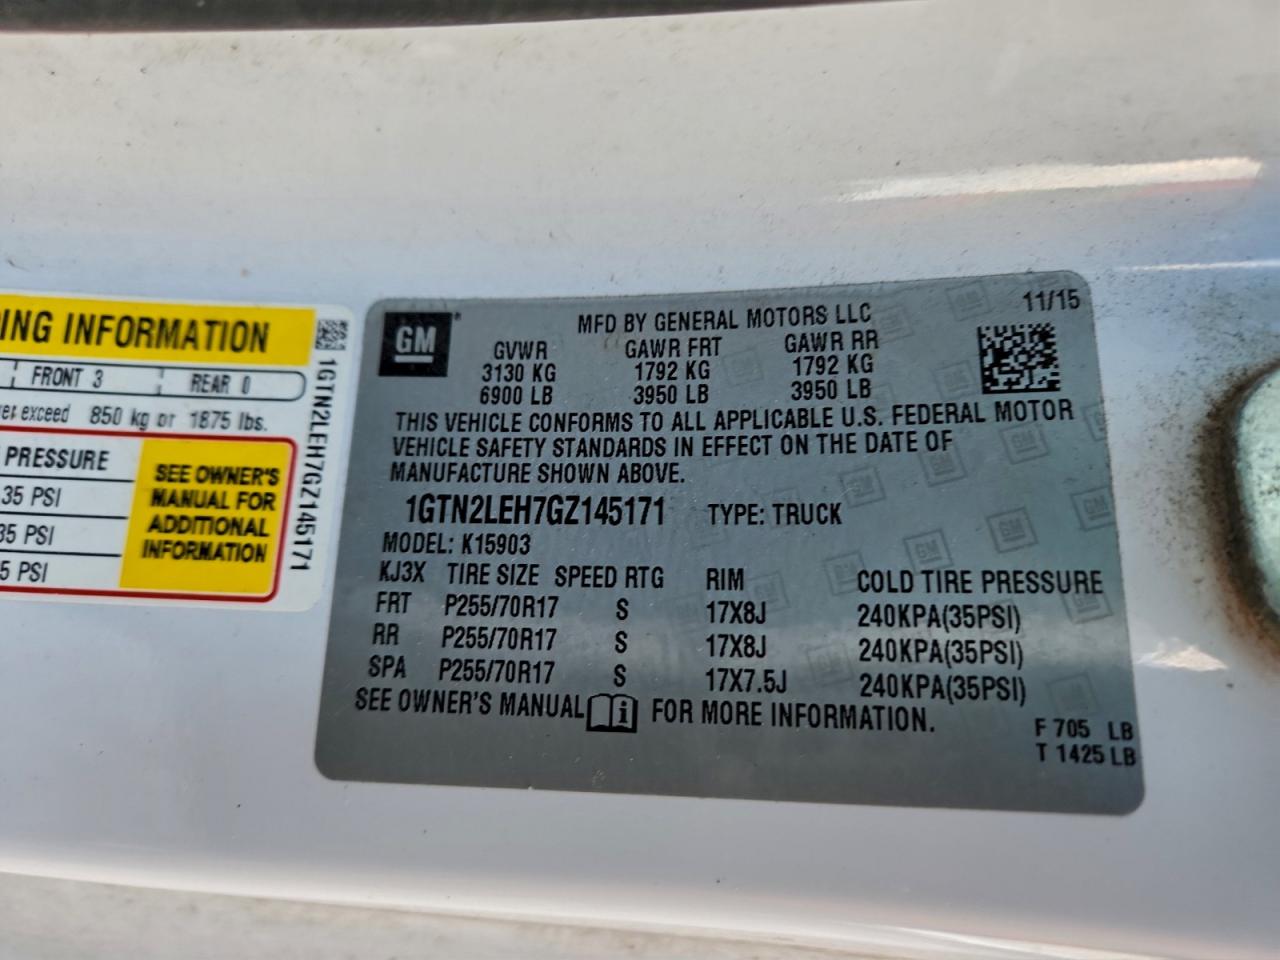 ING INFORMATION
FRONT 3 REAR 0
exceed 850 kg or 1875 lbs.
PRESSURE
35 PSI
35 PSI
5 PSI
SEE OWNER'S
MANUAL FOR
ADDITIONAL
INFORMATION
1GTN2LEH7GZ145171
GM
MFD BY GENERAL MOTORS LLC 11/15
GVWR GAWR FRT GAWR RR
3130 KG 1792 KG 1792 KG
6900 LB 3950 LB 3950 LB
THIS VEHICLE CONFORMS TO ALL APPLICABLE U.S. FEDERAL MOTOR
VEHICLE SAFETY STANDARDS IN EFFECT ON THE DATE OF
MANUFACTURE SHOWN ABOVE.
1GTN2LEH7GZ145171 TYPE: TRUCK
MODEL: K15903
KJ3X TIRE SIZE SPEED RTG RIM COLD TIRE PRESSURE
FRT P255/70R17 S 17X8J 240KPA(35PSI)
RR P255/70R17 S 17X8J 240KPA(35PSI)
SPA P255/70R17 S 17X7.5J 240KPA(35PSI)
SEE OWNER'S MANUAL i FOR MORE INFORMATION.
F 705 LB
T 1425 LB